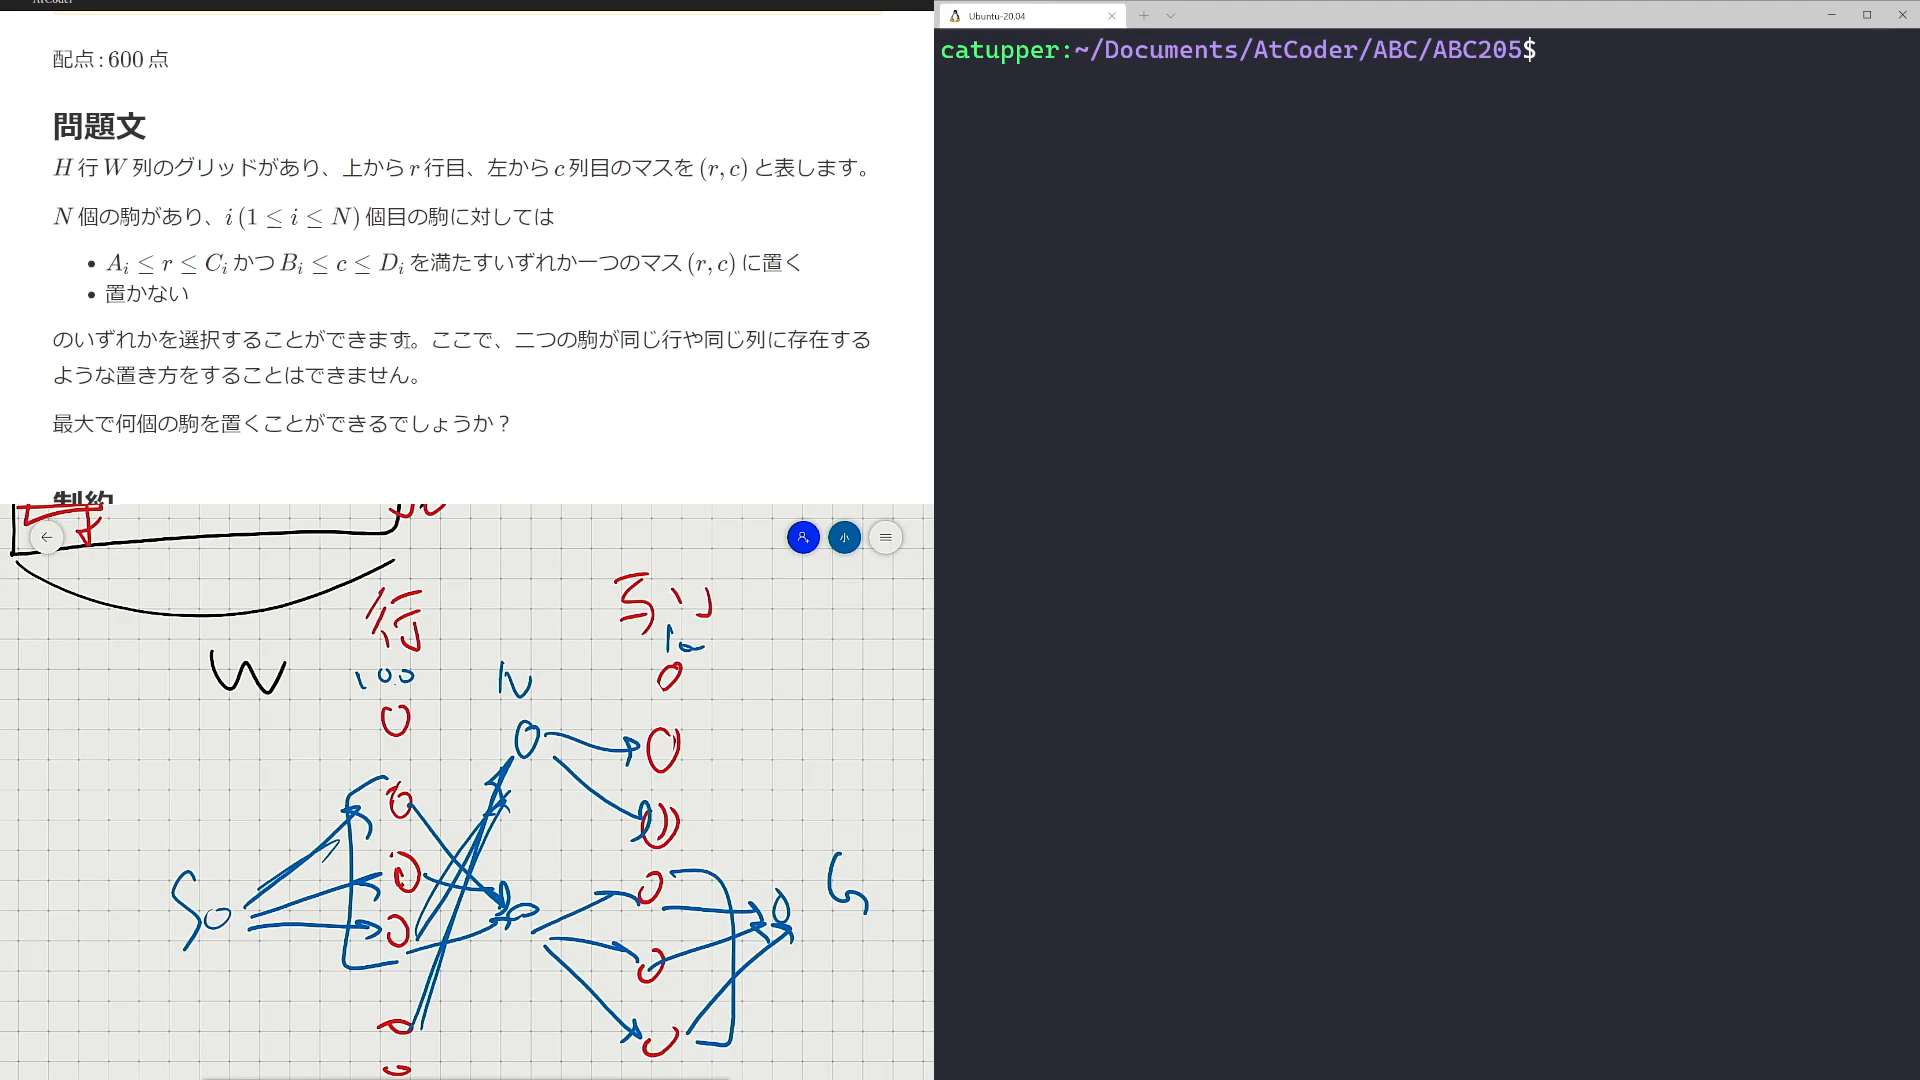 AtCoder
配点 : 600 点
問題文
H 行 W 列のグリッドがあり、上から r 行目、左から c 列目のマスを (r, c) と表します。
N 個の駒があり、i (1 ≤ i ≤ N) 個目の駒に対しては
• A_i ≤ r ≤ C_i かつ B_i ≤ c ≤ D_i を満たすいずれか一つのマス (r, c) に置く
• 置かない
のいずれかを選択することができます。ここで、二つの駒が同じ行や同じ列に存在する
ような置き方をすることはできません。
最大で何個の駒を置くことができるでしょうか？
制約
小
行
列
100
N
W
S
G
Ubuntu-20.04
catupper:~/Documents/AtCoder/ABC/ABC205$